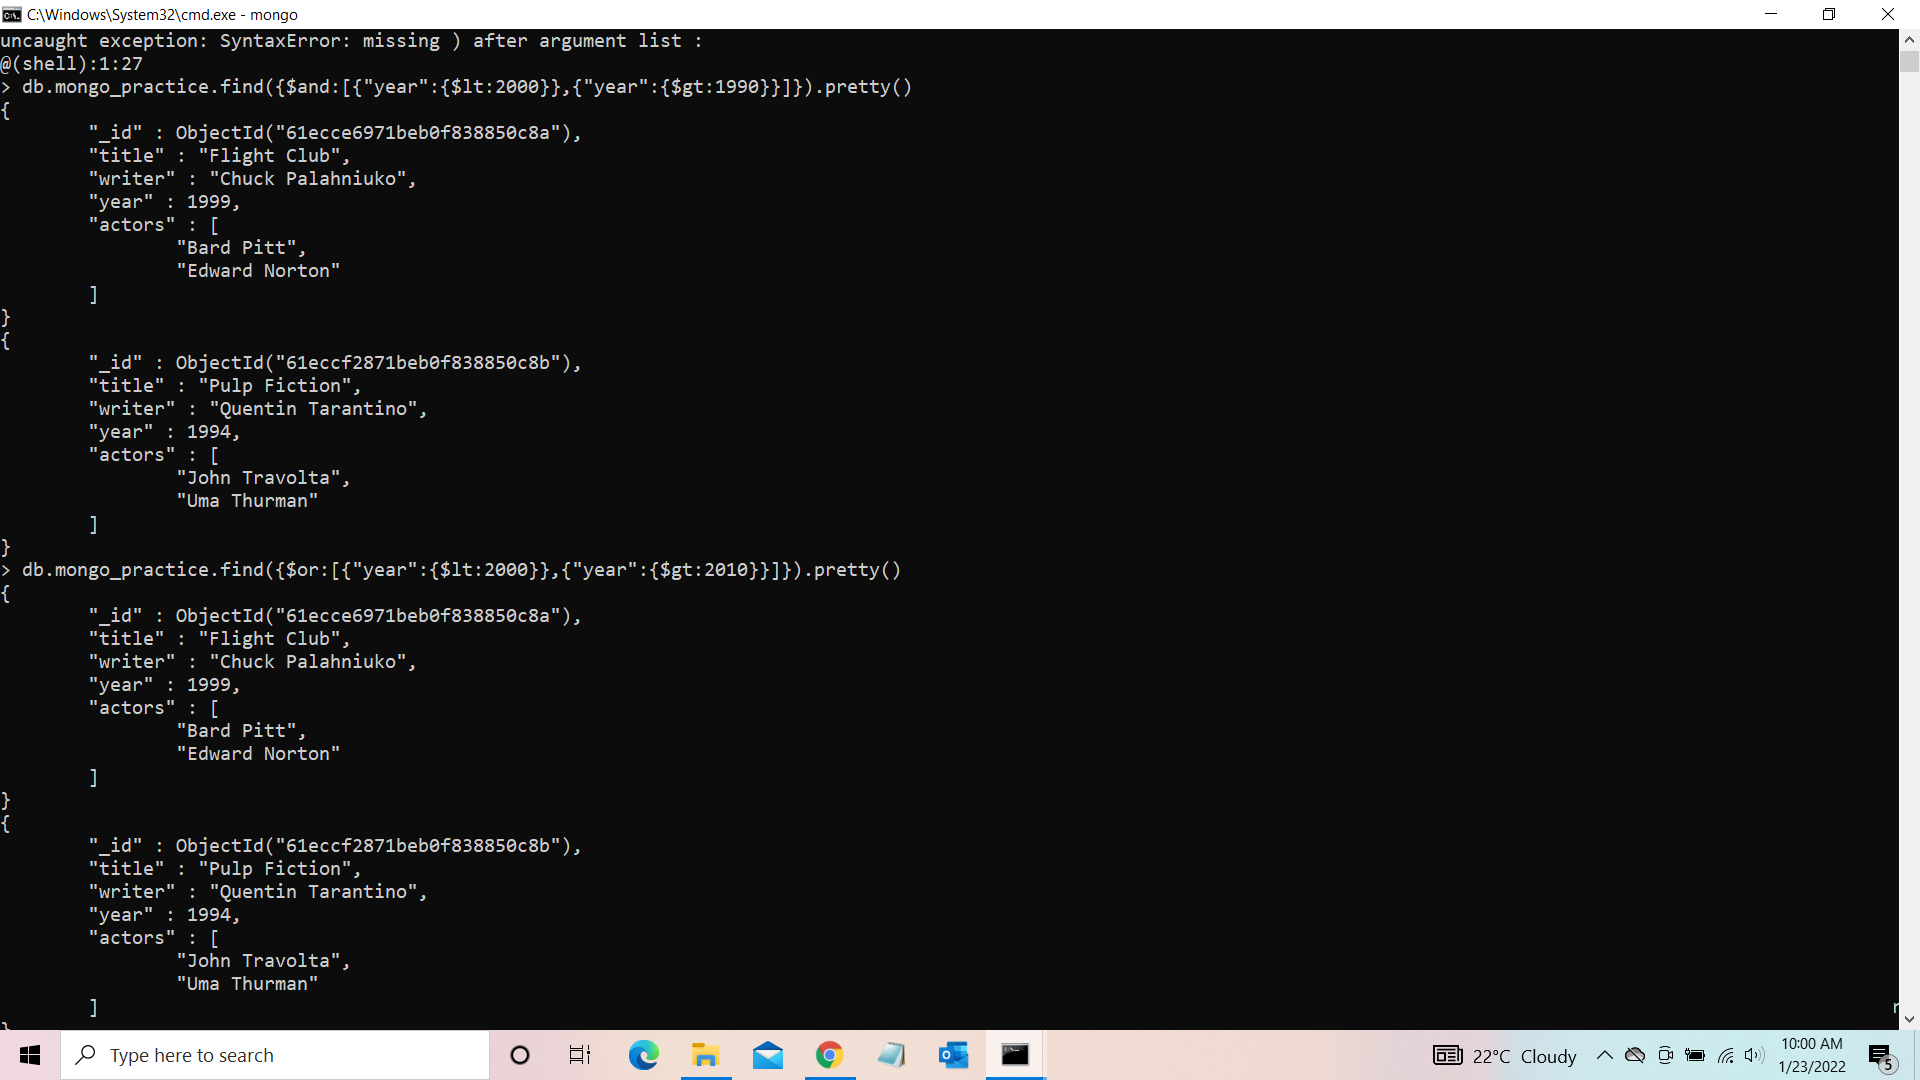 C:\Windows\System32\cmd.exe - mongo
uncaught exception: SyntaxError: missing ) after argument list :
@(shell):1:27
> db.mongo_practice.find({$and:[{"year":{$lt:2000}},{"year":{$gt:1990}}]}).pretty()
{
"_id" : ObjectId("61ecce6971beb0f838850c8a"),
"title" : "Flight Club",
"writer" : "Chuck Palahniuko",
"year" : 1999,
"actors" : [
"Bard Pitt",
"Edward Norton"
]
}
{
"_id" : ObjectId("61eccf2871beb0f838850c8b"),
"title" : "Pulp Fiction",
"writer" : "Quentin Tarantino",
"year" : 1994,
"actors" : [
"John Travolta",
"Uma Thurman"
]
}
> db.mongo_practice.find({$or:[{"year":{$lt:2000}},{"year":{$gt:2010}}]}).pretty()
{
"_id" : ObjectId("61ecce6971beb0f838850c8a"),
"title" : "Flight Club",
"writer" : "Chuck Palahniuko",
"year" : 1999,
"actors" : [
"Bard Pitt",
"Edward Norton"
]
}
{
"_id" : ObjectId("61eccf2871beb0f838850c8b"),
"title" : "Pulp Fiction",
"writer" : "Quentin Tarantino",
"year" : 1994,
"actors" : [
"John Travolta",
"Uma Thurman"
]
}
Type here to search
22°C Cloudy
10:00 AM
1/23/2022
5